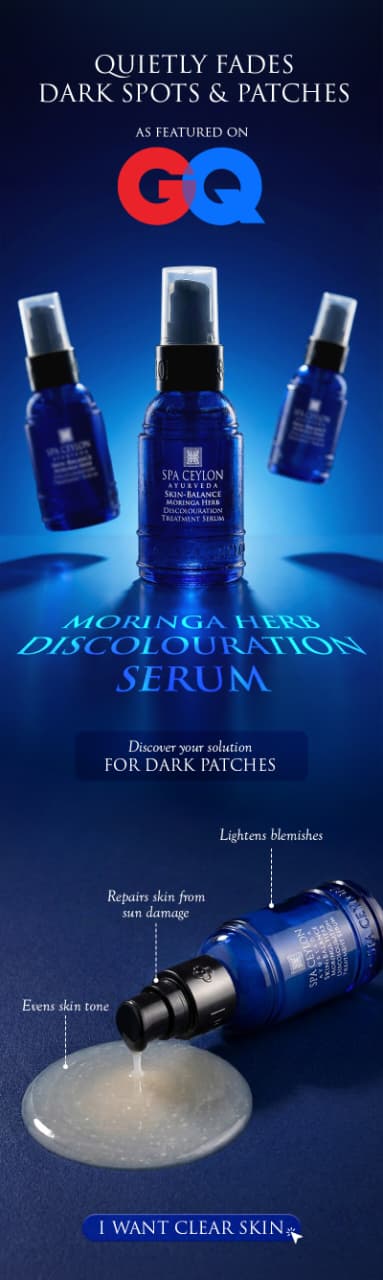 QUIETLY FADES
DARK SPOTS & PATCHES
AS FEATURED ON
GQ
SPA CEYLON
AYURVEDA
SKIN-BALANCE
MORINGA HERB
DISCOLOURATION
TREATMENT SERUM
MORINGA HERB
DISCOLOURATION
SERUM
Discover your solution
FOR DARK PATCHES
Lightens blemishes
Repairs skin from
sun damage
Evens skin tone
SPA CEYLON
I WANT CLEAR SKIN